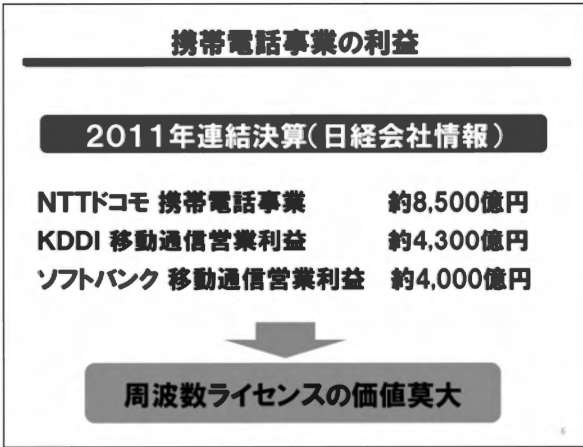 携帯電話事業の利益
2011年連結決算(日経会社情報)
NTTドコモ 携帯電話事業 約8,500億円
KDDI 移動通信営業利益 約4,300億円
ソフトバンク 移動通信営業利益 約4,000億円
周波数ライセンスの価値莫大
6